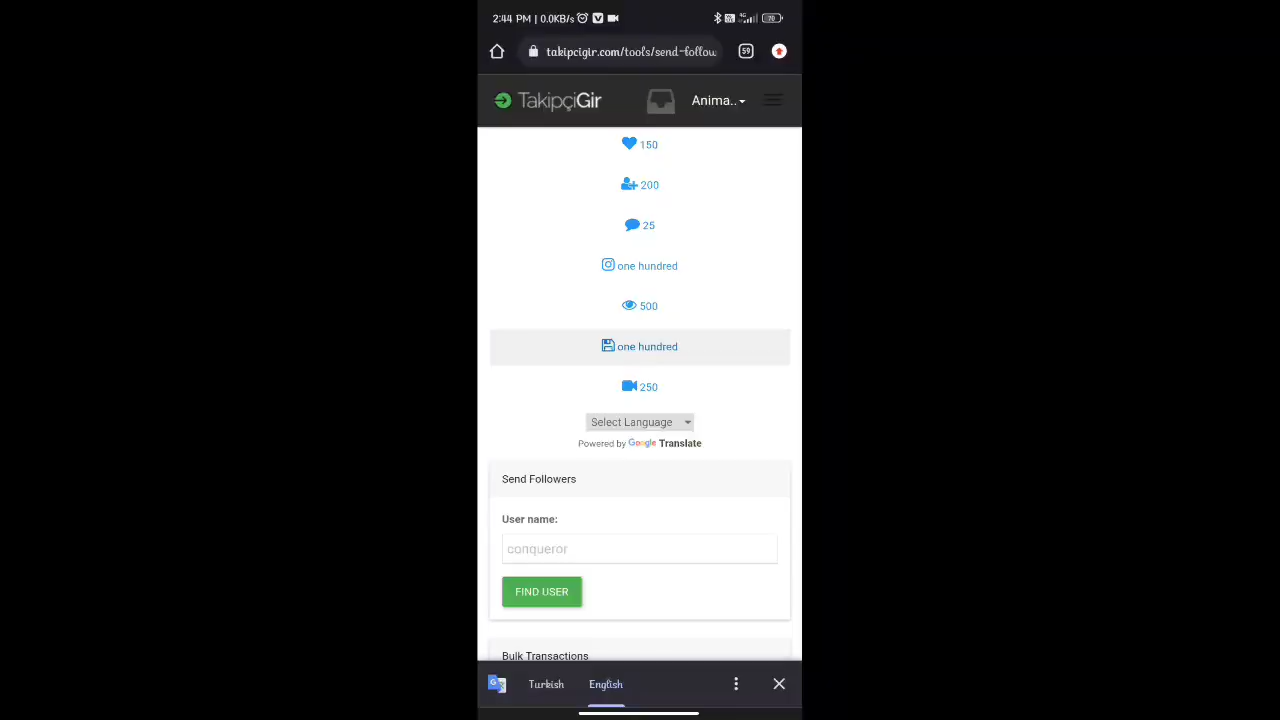 2:44 PM | 0.0KB/s
4G
70
takipcigir.com/tools/send-follow
59
TakipçiGir
Anima..
150
200
25
one hundred
500
one hundred
250
Select Language
Powered by Google Translate
Send Followers
User name:
conqueror
FIND USER
Bulk Transactions
Turkish English